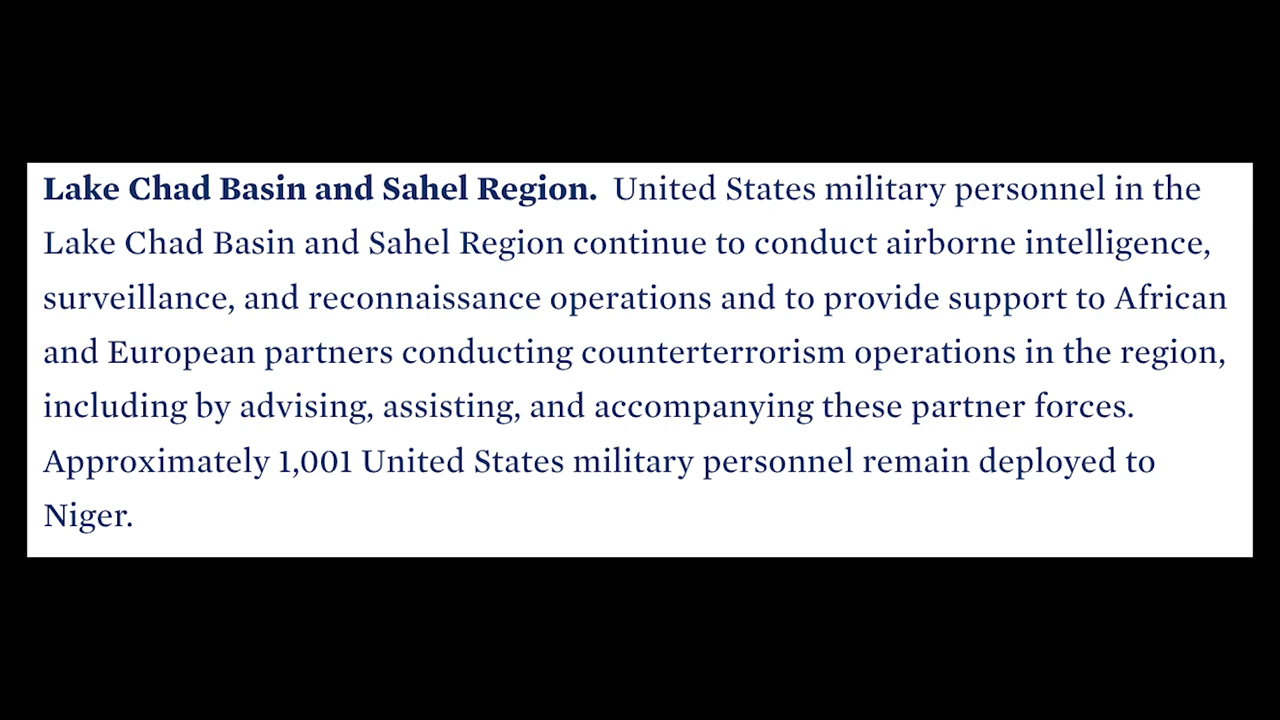 Lake Chad Basin and Sahel Region.  United States military personnel in the
Lake Chad Basin and Sahel Region continue to conduct airborne intelligence,
surveillance, and reconnaissance operations and to provide support to African
and European partners conducting counterterrorism operations in the region,
including by advising, assisting, and accompanying these partner forces.
Approximately 1,001 United States military personnel remain deployed to
Niger.